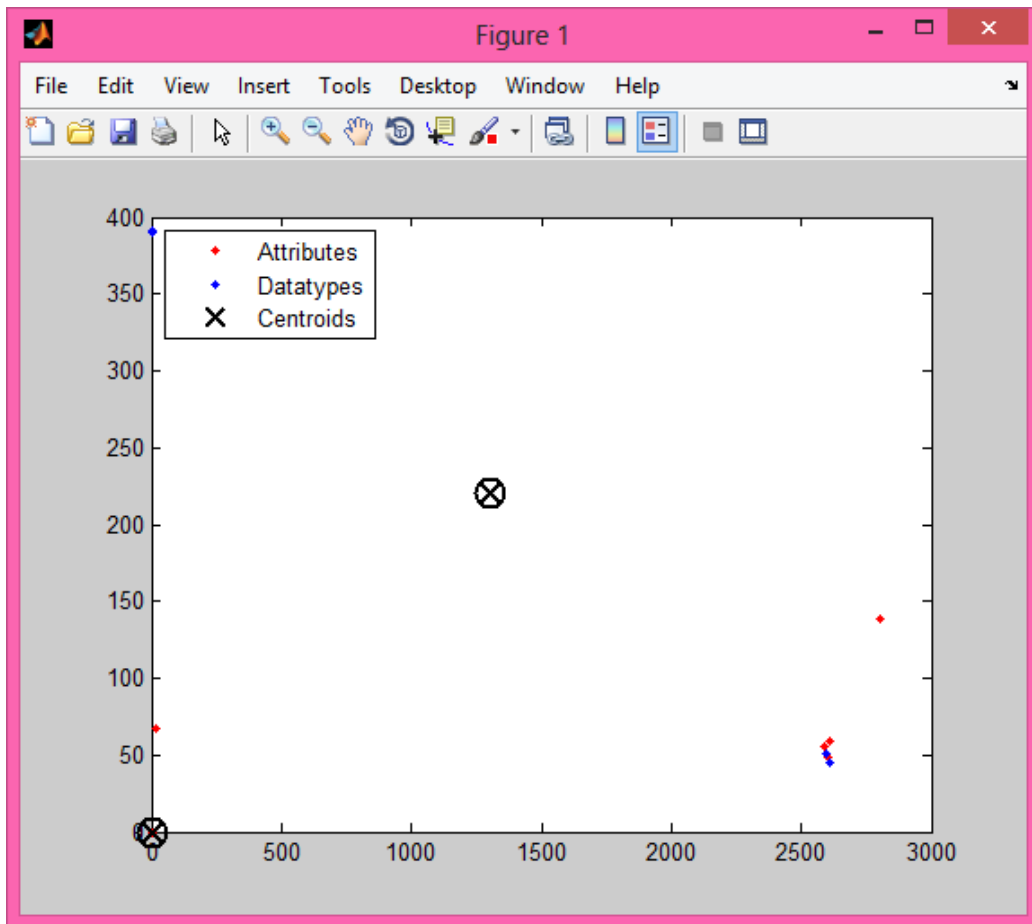 Figure 1
File Edit View Insert Tools Desktop Window Help
400
Attributes
350
Datatypes
Centroids
300
250
200
150
100
50
0
0 500 1000 1500 2000 2500 3000